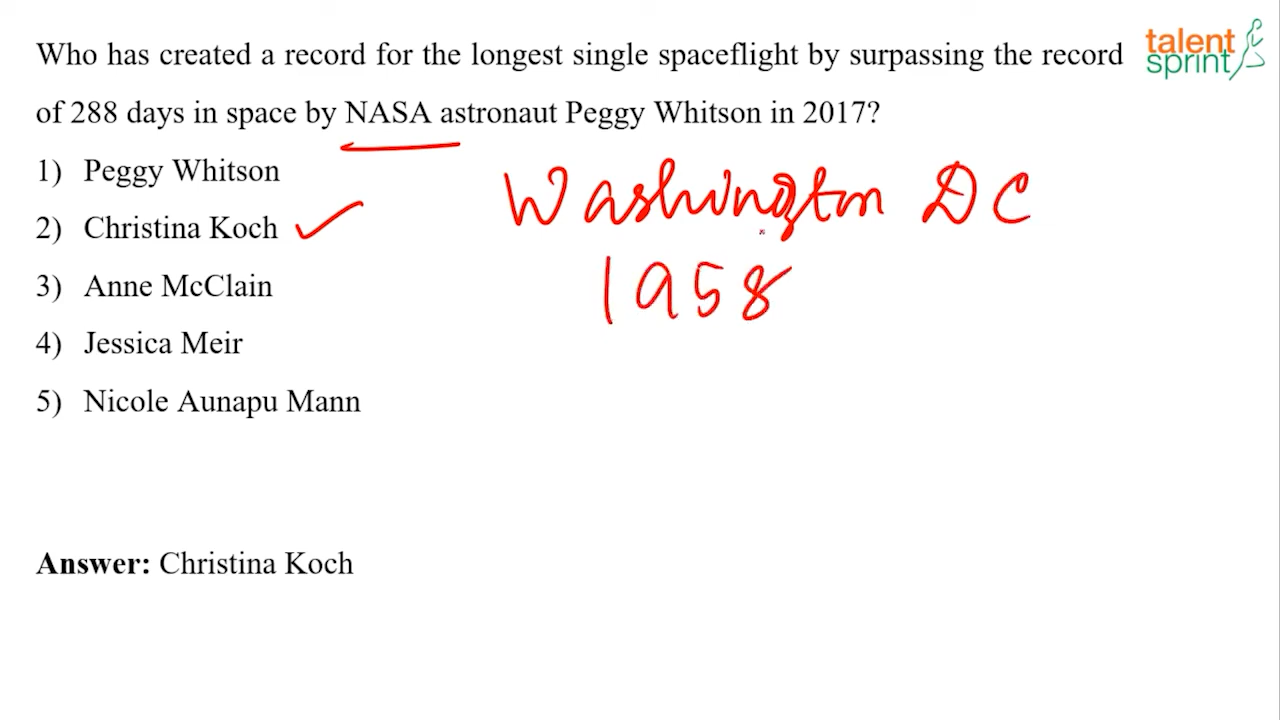 Who has created a record for the longest single spaceflight by surpassing the record
of 288 days in space by NASA astronaut Peggy Whitson in 2017?
1) Peggy Whitson
2) Christina Koch
3) Anne McClain
4) Jessica Meir
5) Nicole Aunapu Mann
Answer: Christina Koch
talent
sprint
Washington DC
1958